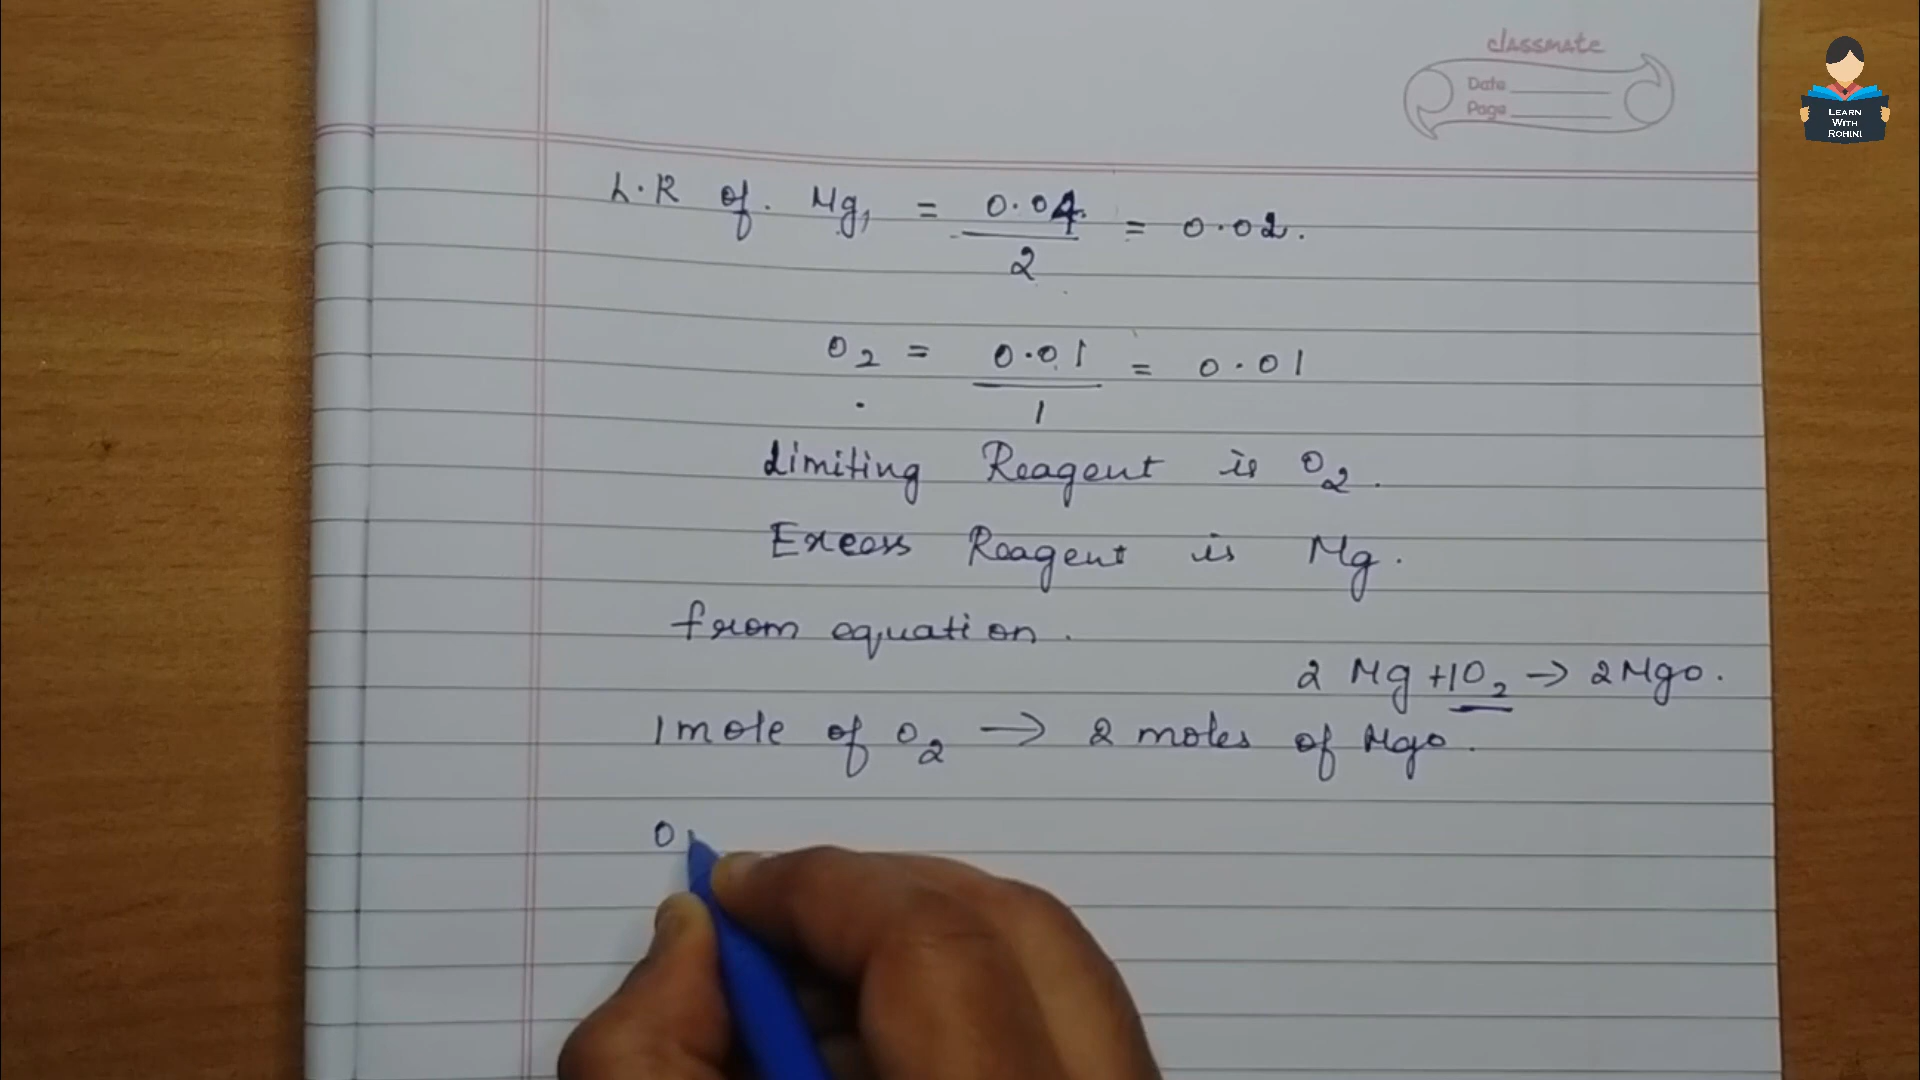 classmate
Date
Page
LEARN
WITH
ROHINI
L.R of. Mg, = 0.04 / 2 = 0.02.
O2 = 0.01 / 1 = 0.01
Limiting Reagent is O2.
Excess Reagent is Mg.
from equation.
2 Mg + 1O2 → 2MgO.
1 mole of O2 → 2 moles of MgO.
0.